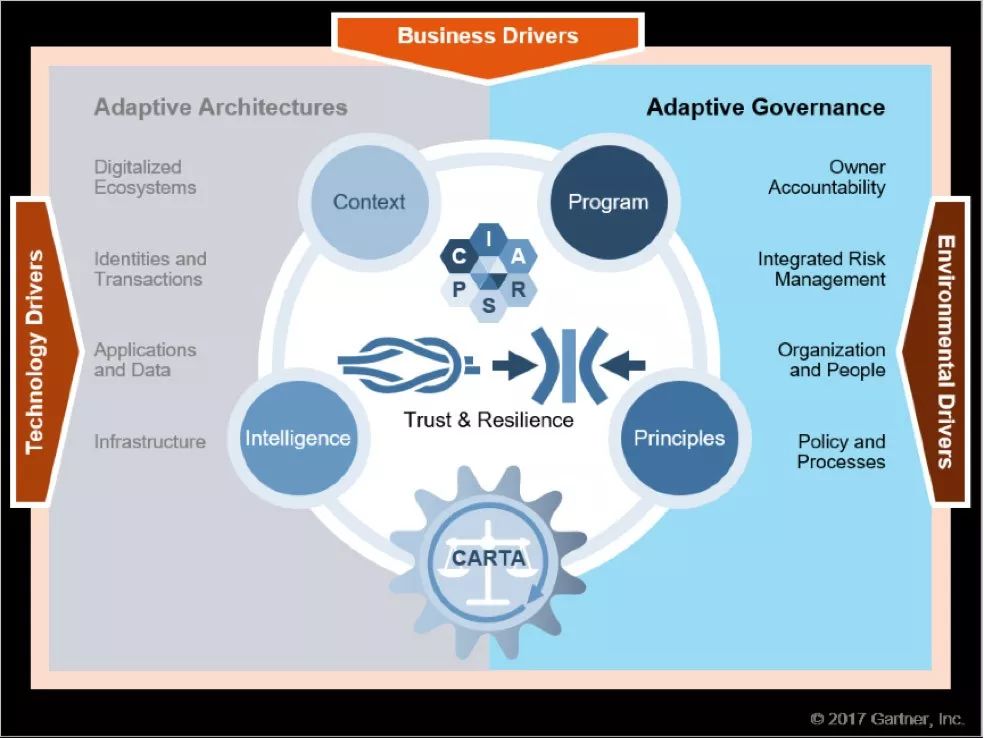 Business Drivers
Adaptive Architectures
Adaptive Governance
Digitalized
Ecosystems
Identities and
Transactions
Applications
and Data
Infrastructure
Owner
Accountability
Integrated Risk
Management
Organization
and People
Policy and
Processes
Technology Drivers
Environmental Drivers
Context
Program
I
C
A
P
R
S
Trust & Resilience
Intelligence
Principles
CARTA
© 2017 Gartner, Inc.